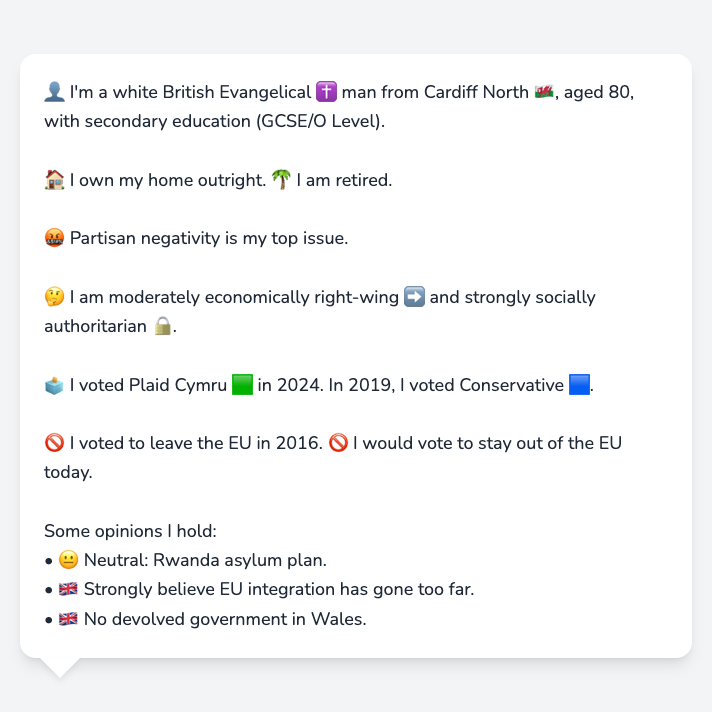 👤 I'm a white British Evangelical ✝️ man from Cardiff North 🏴󠁧󠁢󠁷󠁬󠁳󠁿, aged 80,
with secondary education (GCSE/O Level).
🏠 I own my home outright. 🌴 I am retired.
🤬 Partisan negativity is my top issue.
🤔 I am moderately economically right-wing ➡️ and strongly socially
authoritarian 🔒.
🗳️ I voted Plaid Cymru 🟩 in 2024. In 2019, I voted Conservative 🟦.
🚫 I voted to leave the EU in 2016. 🚫 I would vote to stay out of the EU
today.
Some opinions I hold:
• 😐 Neutral: Rwanda asylum plan.
• 🇬🇧 Strongly believe EU integration has gone too far.
• 🇬🇧 No devolved government in Wales.